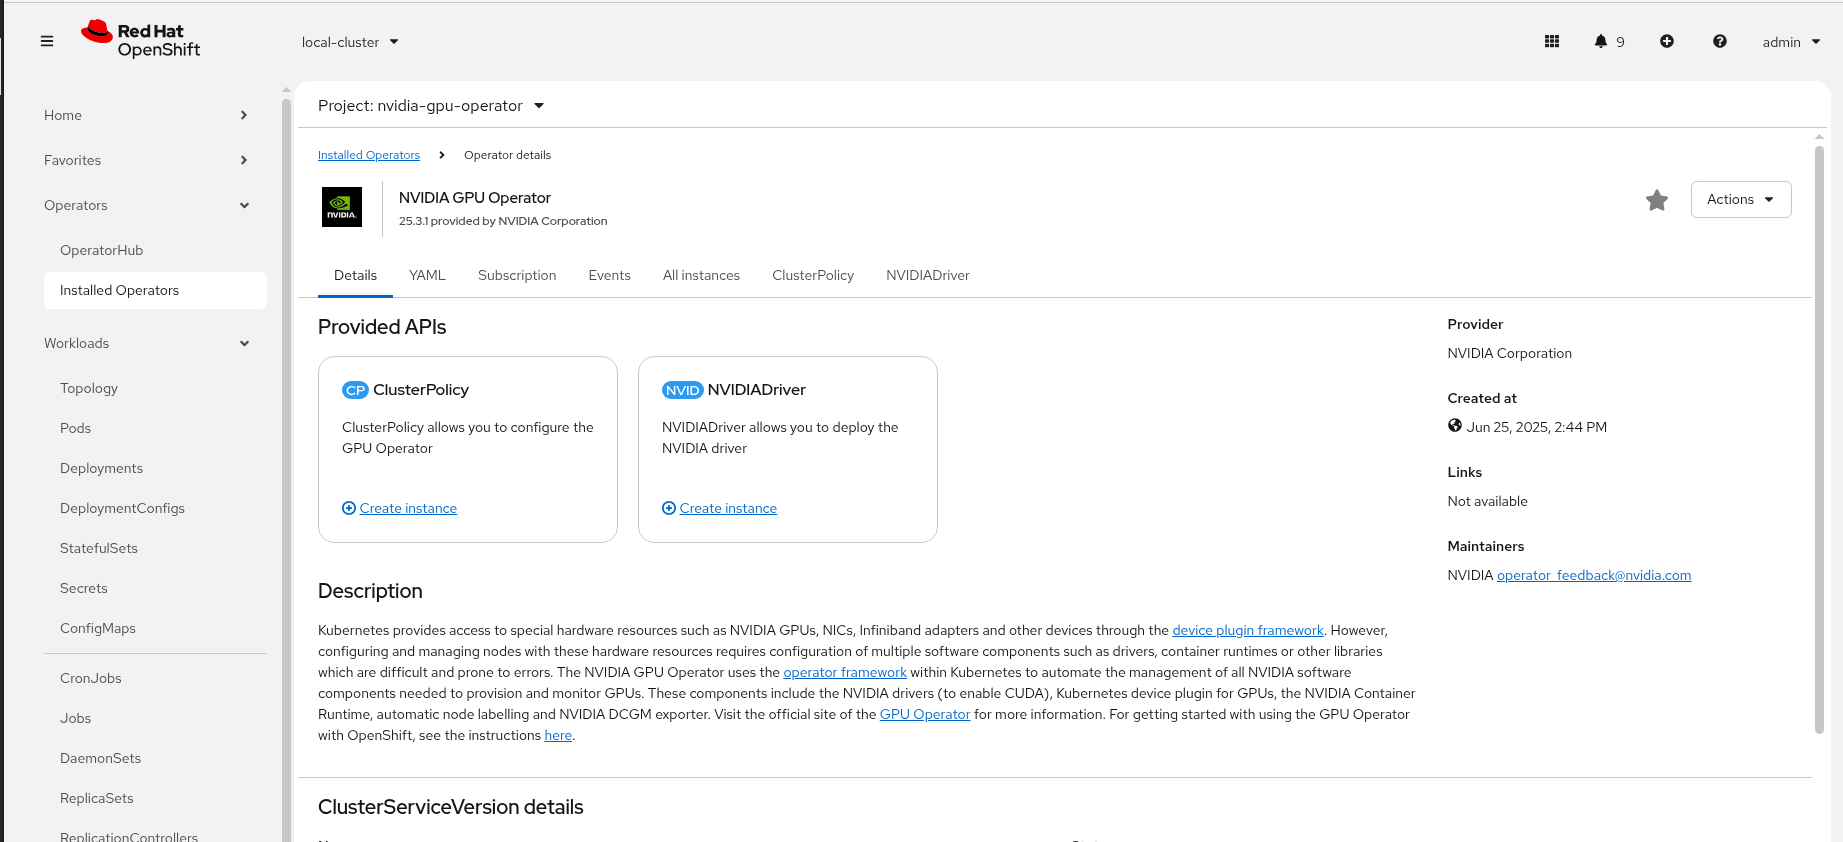 Red Hat
OpenShift
local-cluster
9
admin
Home
Favorites
Operators
OperatorHub
Installed Operators
Workloads
Topology
Pods
Deployments
DeploymentConfigs
StatefulSets
Secrets
ConfigMaps
CronJobs
Jobs
DaemonSets
ReplicaSets
ReplicationControllers
Project: nvidia-gpu-operator
Installed Operators
Operator details
NVIDIA.
NVIDIA GPU Operator
25.3.1 provided by NVIDIA Corporation
Actions
Details
YAML
Subscription
Events
All instances
ClusterPolicy
NVIDIADriver
Provided APIs
CP ClusterPolicy
ClusterPolicy allows you to configure the
GPU Operator
Create instance
NVID NVIDIADriver
NVIDIADriver allows you to deploy the
NVIDIA driver
Create instance
Description
Kubernetes provides access to special hardware resources such as NVIDIA GPUs, NICs, Infiniband adapters and other devices through the device plugin framework. However,
configuring and managing nodes with these hardware resources requires configuration of multiple software components such as drivers, container runtimes or other libraries
which are difficult and prone to errors. The NVIDIA GPU Operator uses the operator framework within Kubernetes to automate the management of all NVIDIA software
components needed to provision and monitor GPUs. These components include the NVIDIA drivers (to enable CUDA), Kubernetes device plugin for GPUs, the NVIDIA Container
Runtime, automatic node labelling and NVIDIA DCGM exporter. Visit the official site of the GPU Operator for more information. For getting started with using the GPU Operator
with OpenShift, see the instructions here.
Provider
NVIDIA Corporation
Created at
Jun 25, 2025, 2:44 PM
Links
Not available
Maintainers
NVIDIA operator_feedback@nvidia.com
ClusterServiceVersion details